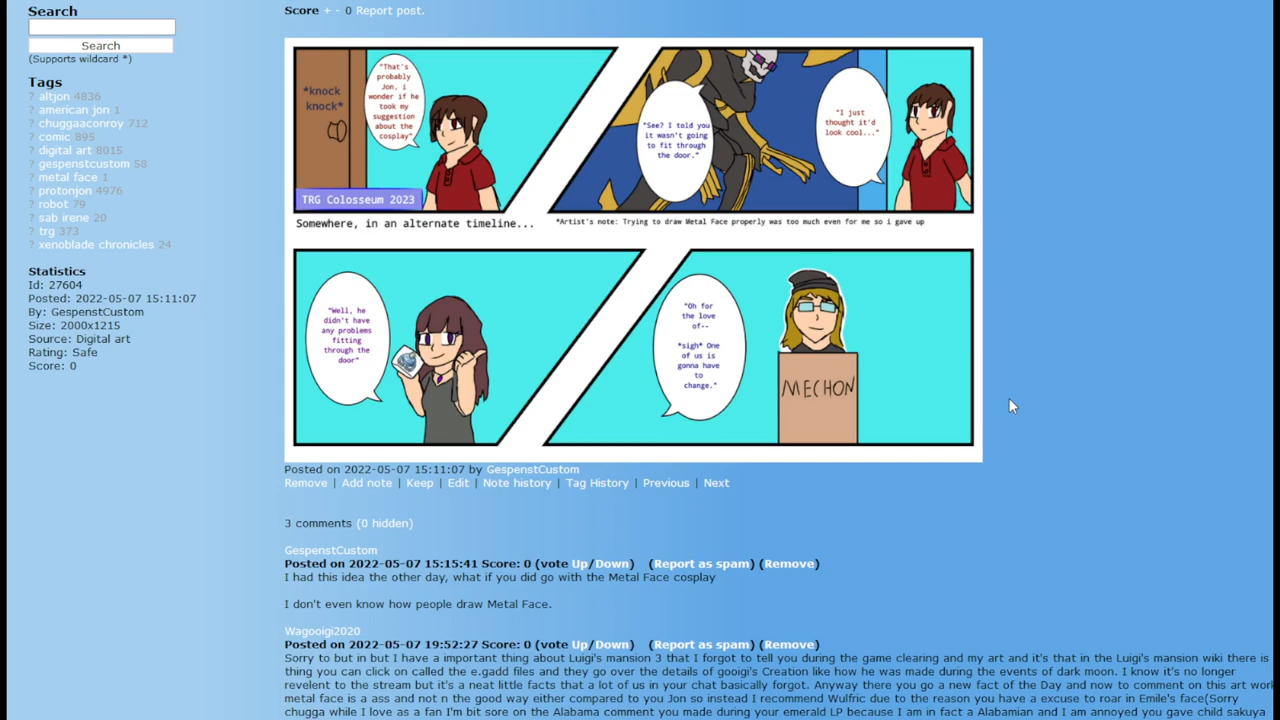 Search
Search
(Supports wildcard *)
Tags
? altjon 4836
? american jon 1
? chuggaaconroy 712
? comic 895
? digital art 8015
? gespenstcustom 58
? metal face 1
? protonjon 4976
? robot 79
? sab irene 20
? trg 373
? xenoblade chronicles 24
Statistics
Id: 27604
Posted: 2022-05-07 15:11:07
By: GespenstCustom
Size: 2000x1215
Source: Digital art
Rating: Safe
Score: 0
Score + - 0 Report post.
*knock
knock*
"That's
probably
Jon, i
wonder if he
took my
suggestion
about the
cosplay"
TRG Colosseum 2023
Somewhere, in an alternate timeline...
"See? I told you
it wasn't going
to fit through
the door."
"I just
thought it'd
look cool..."
*Artist's note: Trying to draw Metal Face properly was too much even for me so i gave up
"Well, he
didn't have
any problems
fitting
through the
door"
"Oh for
the love
of--
*sigh* One
of us is
gonna have
to
change."
MECHON
Posted on 2022-05-07 15:11:07 by GespenstCustom
Remove | Add note | Keep | Edit | Note history | Tag History | Previous | Next
3 comments (0 hidden)
GespenstCustom
Posted on 2022-05-07 15:15:41 Score: 0 (vote Up/Down) (Report as spam) (Remove)
I had this idea the other day, what if you did go with the Metal Face cosplay
I don't even know how people draw Metal Face.
Wagooigi2020
Posted on 2022-05-07 19:52:27 Score: 0 (vote Up/Down) (Report as spam) (Remove)
Sorry to but in but I have a important thing about Luigi's mansion 3 that I forgot to tell you during the game clearing and my art and it's that in the Luigi's mansion wiki there is
thing you can click on called the e.gadd files and they go over the details of gooigi's Creation like how he was made during the events of dark moon. I know it's no longer
revelent to the stream but it's a neat little facts that a lot of us in your chat basically forgot. Anyway there you go a new fact of the Day and now to comment on this art work
metal face is a ass and not n the good way either compared to you Jon so instead I recommend Wulfric due to the reason you have a excuse to roar in Emile's face(Sorry
chugga while I love as a fan I'm bit sore on the Alabama comment you made during your emerald LP because I am in fact a Alabamian and I am annoyed you gave child sakuya